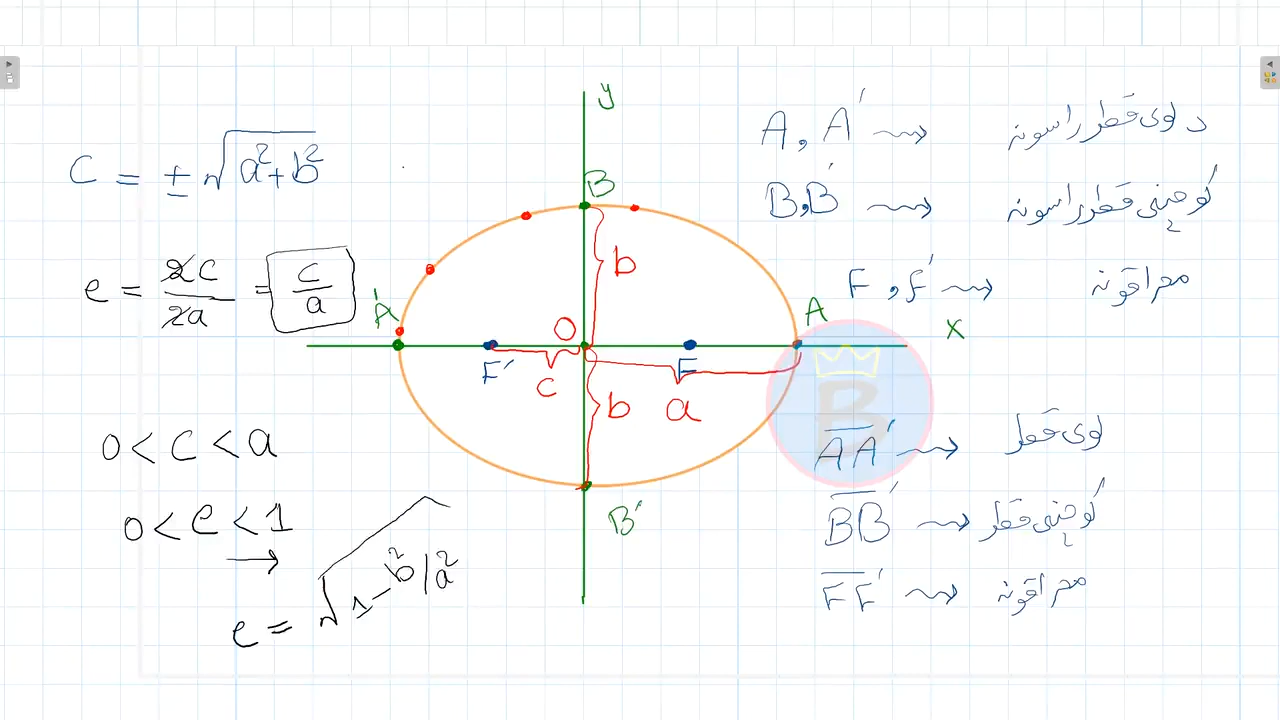 C = ±√a²+b²
e = 2c/2a = c/a
0 < c < a
0 < e < 1
→
e = √1-b²/a²
y
B
b
A'
O
A
x
F'
F
c
b
a
B'
A, A' ⇝ د لوی قطر راسونه
B, B' ⇝ کوچنی قطر راسونه
F, F' ⇝ محراقونه
B
AA' ⇝ لوی قطر
BB' ⇝ کوچنی قطر
FF' ⇝ محراقونه